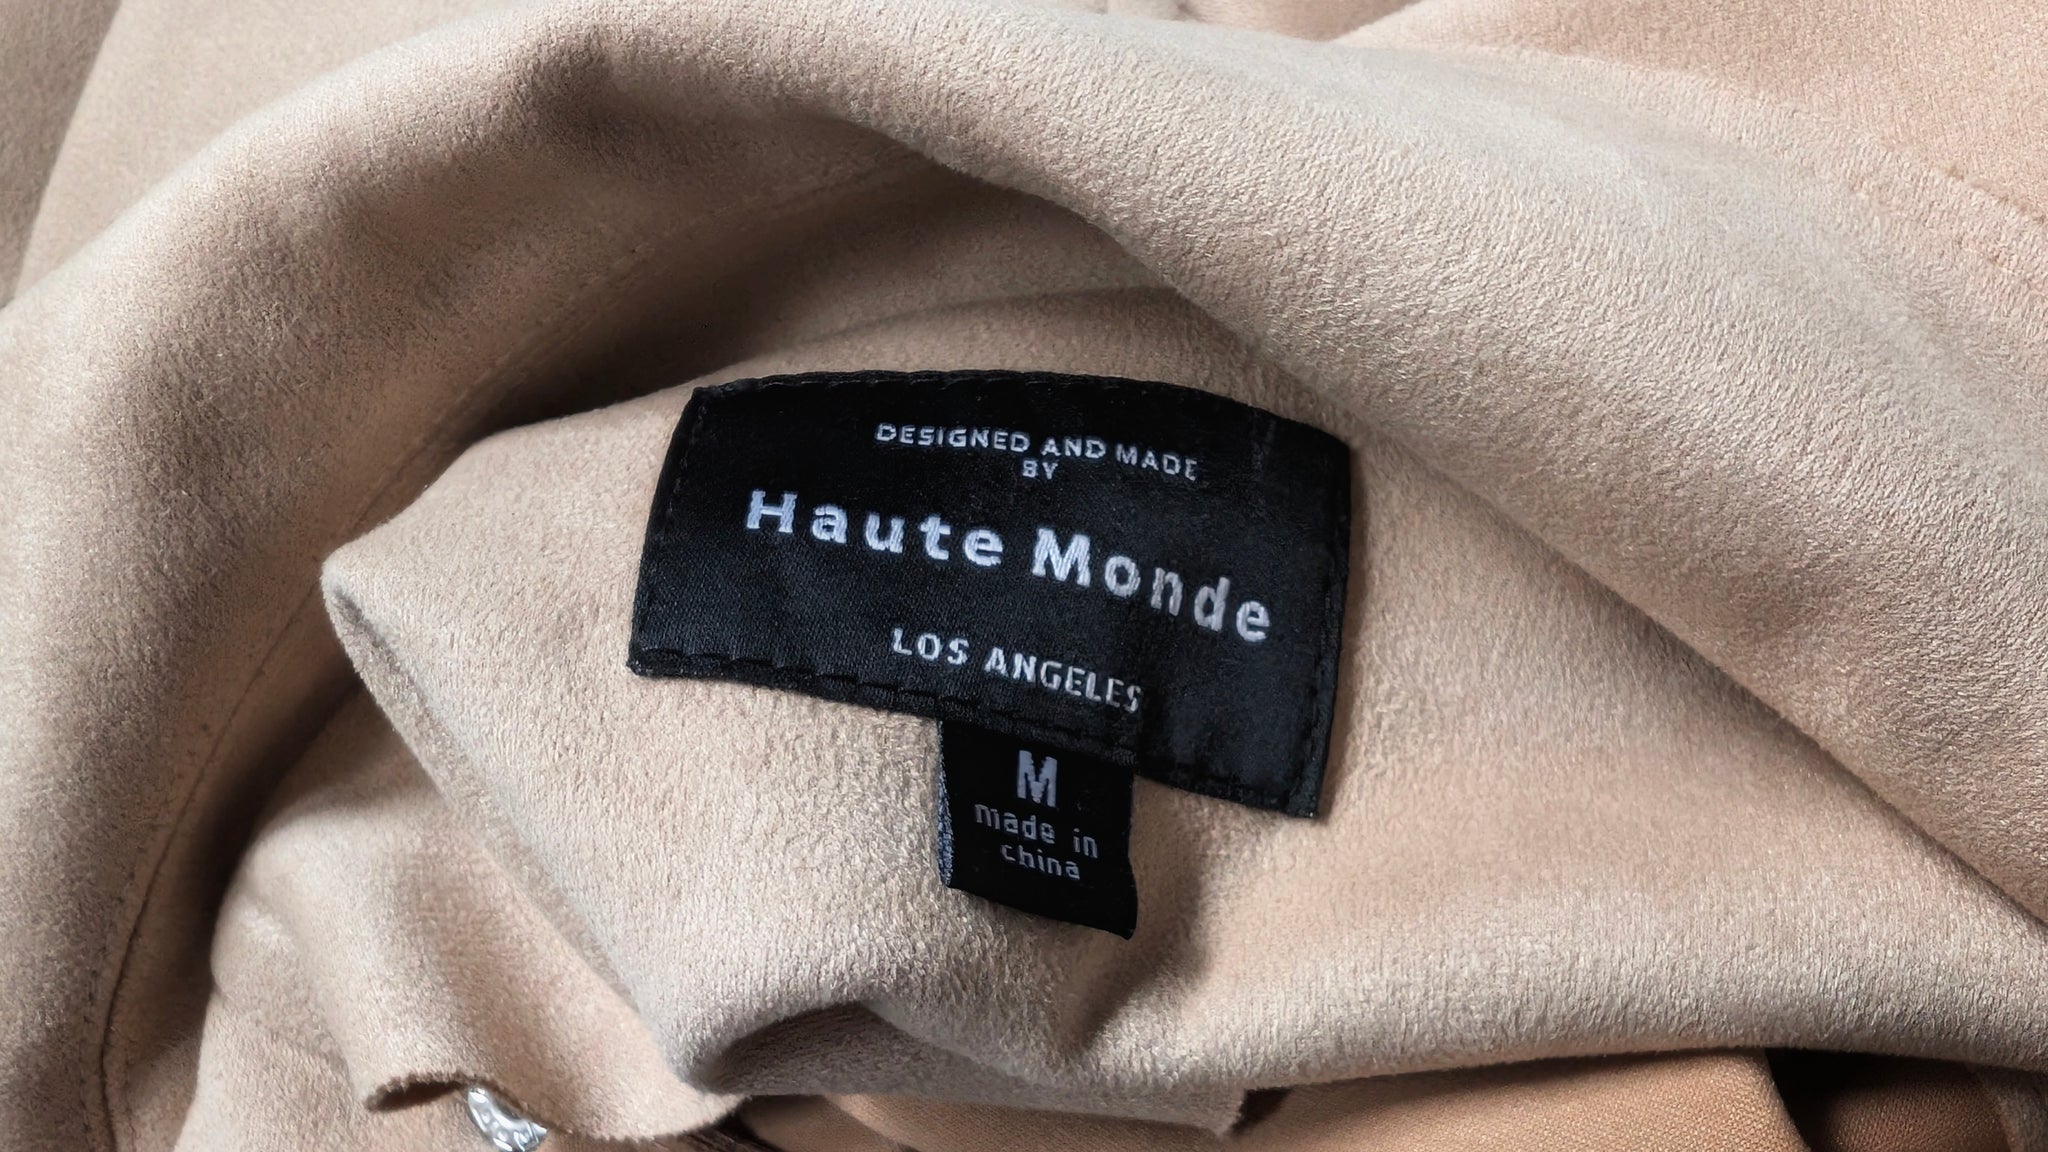 DESIGNED AND MADE
BY
Haute Monde
LOS ANGELES
M
made in
china